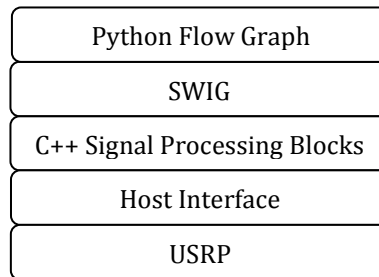 Python Flow Graph
SWIG
C++ Signal Processing Blocks
Host Interface
USRP